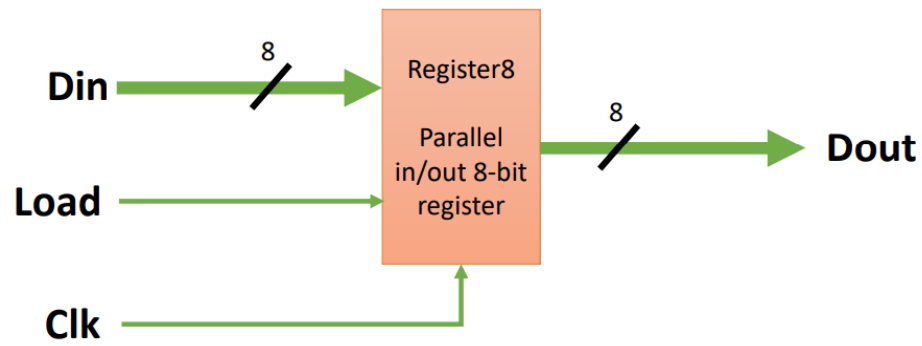 8
Din
Register8
Parallel
in/out 8-bit
register
8
Dout
Load
Clk